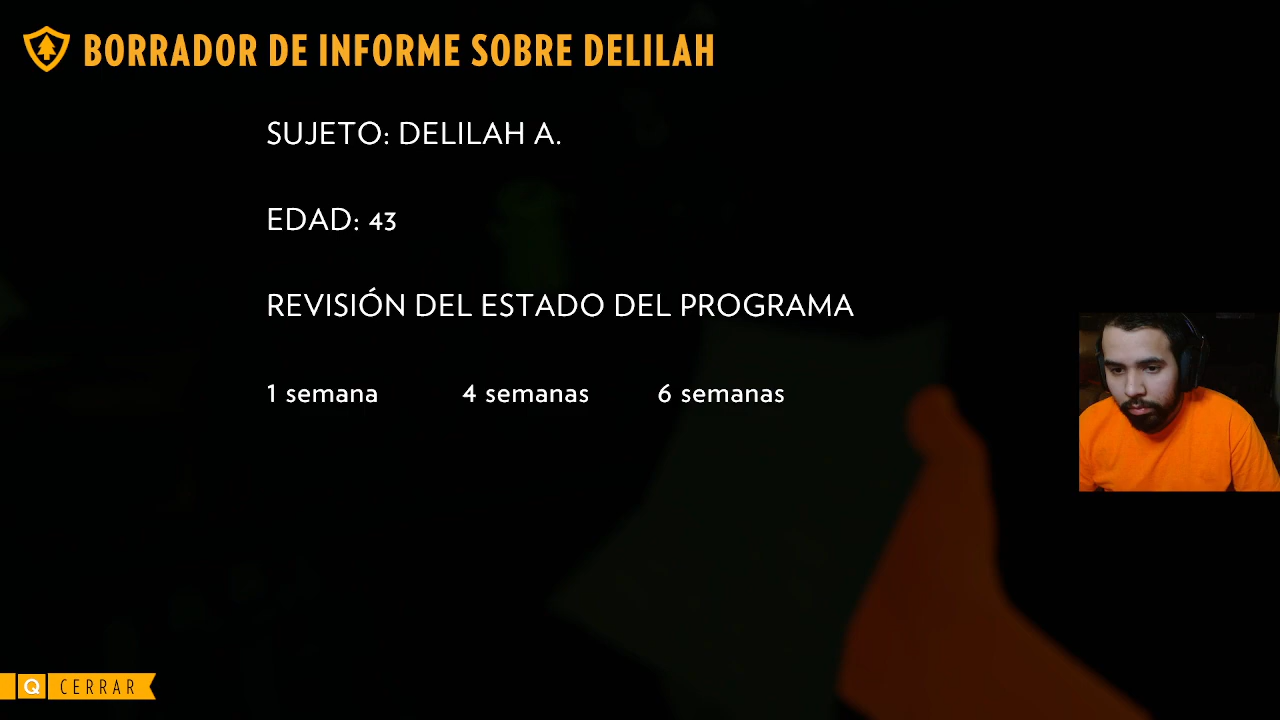 BORRADOR DE INFORME SOBRE DELILAH
SUJETO: DELILAH A.
EDAD: 43
REVISIÓN DEL ESTADO DEL PROGRAMA
1 semana 4 semanas 6 semanas
Q CERRAR